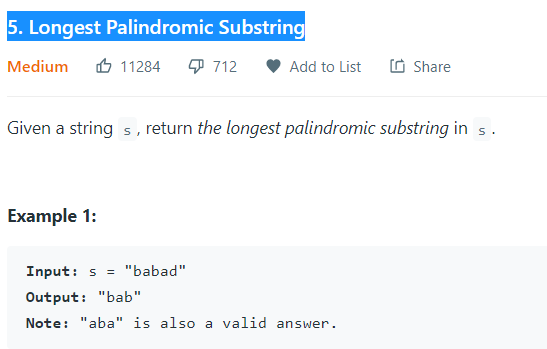 5. Longest Palindromic Substring
Medium 11284 712 Add to List Share
Given a string s, return the longest palindromic substring in s.
Example 1:
Input: s = "babad"
Output: "bab"
Note: "aba" is also a valid answer.